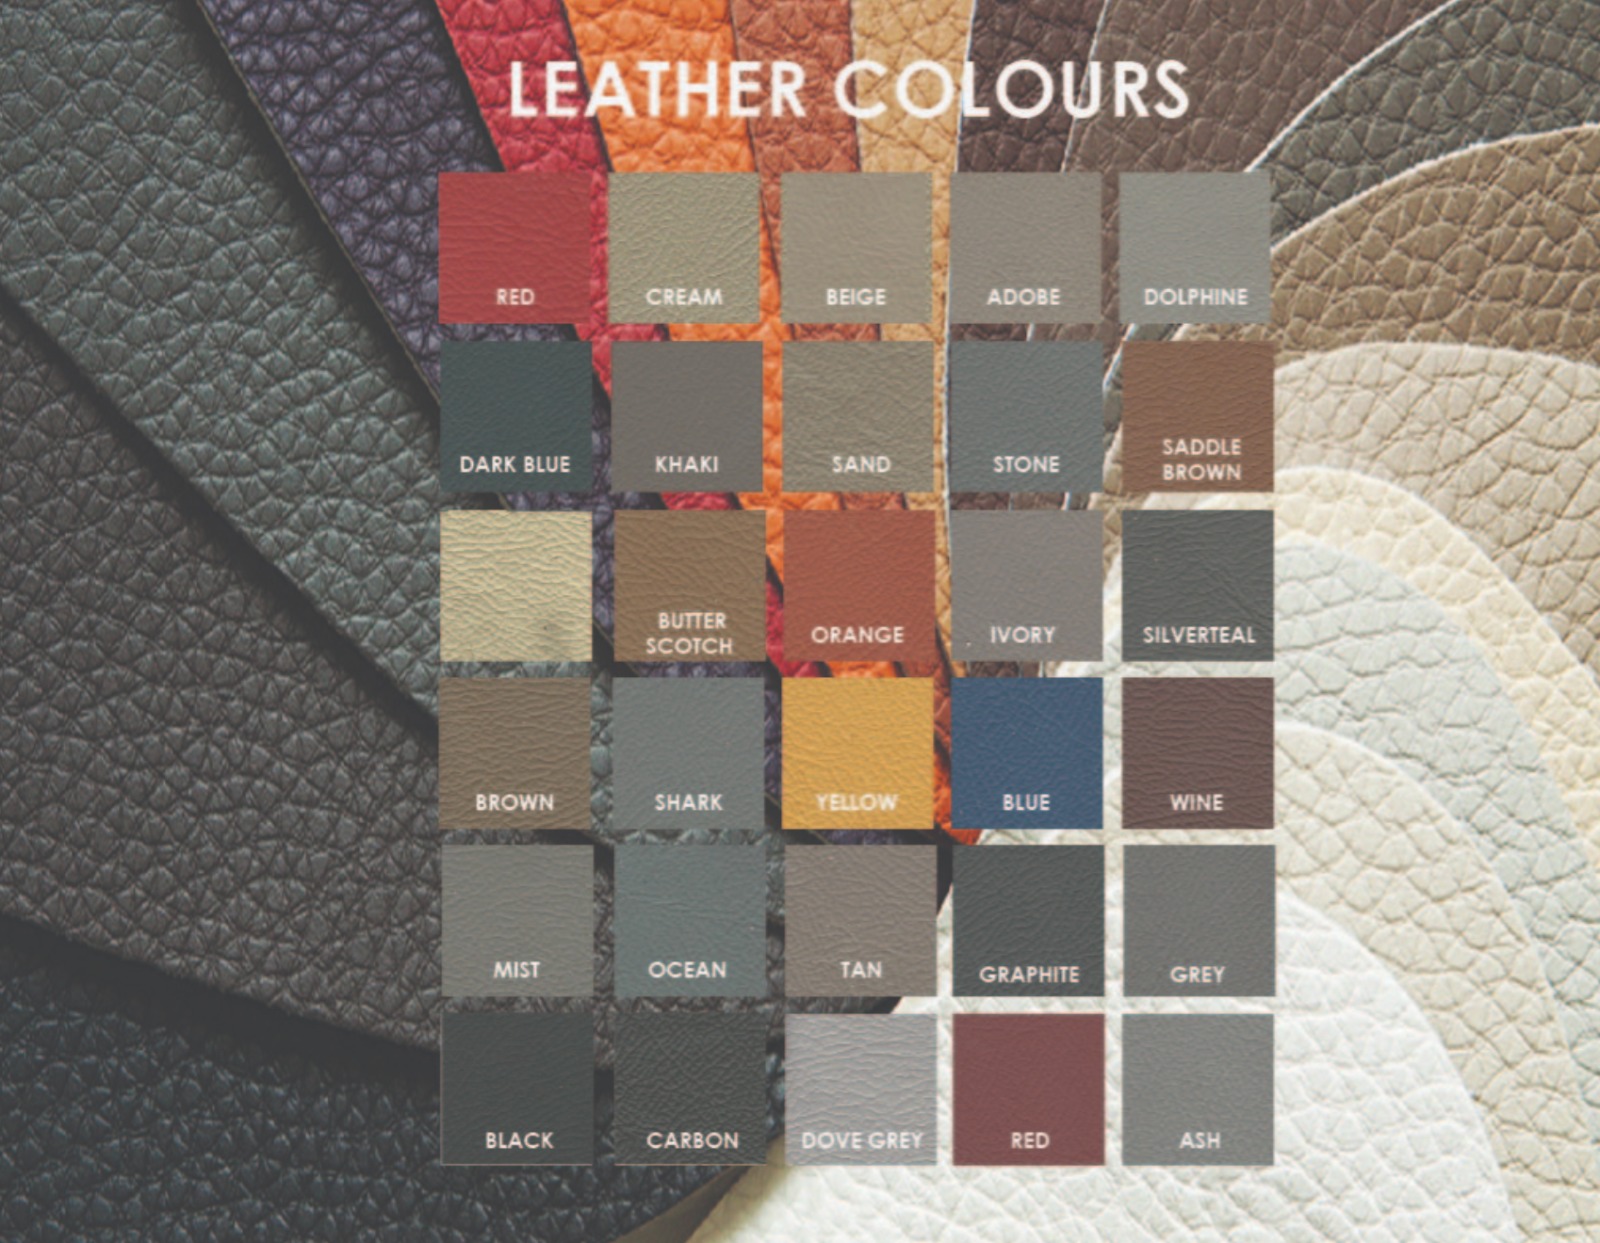 LEATHER COLOURS
RED
CREAM
BEIGE
ADOBE
DOLPHINE
DARK BLUE
KHAKI
SAND
STONE
SADDLE
BROWN
BUTTER
SCOTCH
ORANGE
IVORY
SILVERTEAL
BROWN
SHARK
YELLOW
BLUE
WINE
MIST
OCEAN
TAN
GRAPHITE
GREY
BLACK
CARBON
DOVE GREY
RED
ASH